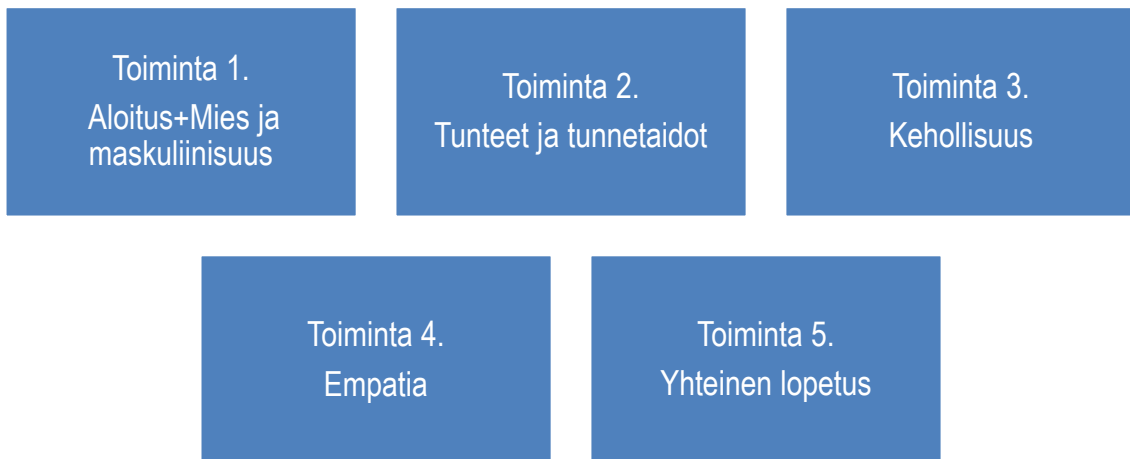 Toiminta 1.
Aloitus+Mies ja
maskuliinisuus
Toiminta 2.
Tunteet ja tunnetaidot
Toiminta 3.
Kehollisuus
Toiminta 4.
Empatia
Toiminta 5.
Yhteinen lopetus